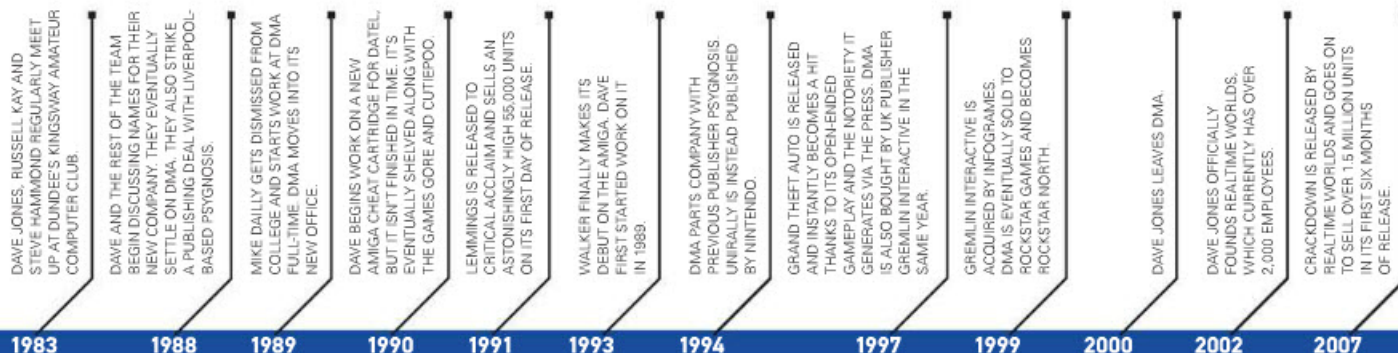 DAVE JONES, RUSSELL KAY AND
STEVE HAMMOND REGULARLY MEET
UP AT DUNDEE'S KINGSWAY AMATEUR
COMPUTER CLUB.
DAVE AND THE REST OF THE TEAM
BEGIN DISCUSSING NAMES FOR THEIR
NEW COMPANY. THEY EVENTUALLY
SETTLE ON DMA. THEY ALSO STRIKE
A PUBLISHING DEAL WITH LIVERPOOL-
BASED PSYGNOSIS.
MIKE DAILLY GETS DISMISSED FROM
COLLEGE AND STARTS WORK AT DMA
FULL-TIME. DMA MOVES INTO ITS
NEW OFFICE.
DAVE BEGINS WORK ON A NEW
AMIGA CHEAT CARTRIDGE FOR DATEL,
BUT IT ISN'T FINISHED IN TIME. IT'S
EVENTUALLY SHELVED ALONG WITH
THE GAMES GORE AND CUTIEPOO.
LEMMINGS IS RELEASED TO
CRITICAL ACCLAIM AND SELLS AN
ASTONISHINGLY HIGH 55,000 UNITS
ON ITS FIRST DAY OF RELEASE.
WALKER FINALLY MAKES ITS
DEBUT ON THE AMIGA. DAVE
FIRST STARTED WORK ON IT
IN 1989.
DMA PARTS COMPANY WITH
PREVIOUS PUBLISHER PSYGNOSIS.
UNIRALLY IS INSTEAD PUBLISHED
BY NINTENDO.
GRAND THEFT AUTO IS RELEASED
AND INSTANTLY BECOMES A HIT
THANKS TO ITS OPEN-ENDED
GAMEPLAY AND THE NOTORIETY IT
GENERATES VIA THE PRESS. DMA
IS ALSO BOUGHT BY UK PUBLISHER
GREMLIN INTERACTIVE IN THE
SAME YEAR.
GREMLIN INTERACTIVE IS
ACQUIRED BY INFOGRAMES.
DMA IS EVENTUALLY SOLD TO
ROCKSTAR GAMES AND BECOMES
ROCKSTAR NORTH.
DAVE JONES LEAVES DMA.
DAVE JONES OFFICIALLY
FOUNDS REALTIME WORLDS,
WHICH CURRENTLY HAS OVER
2,000 EMPLOYEES.
CRACKDOWN IS RELEASED BY
REALTIME WORLDS AND GOES ON
TO SELL OVER 1.5 MILLION UNITS
IN ITS FIRST SIX MONTHS
OF RELEASE.
1983 1988 1989 1990 1991 1993 1994 1997 1999 2000 2002 2007